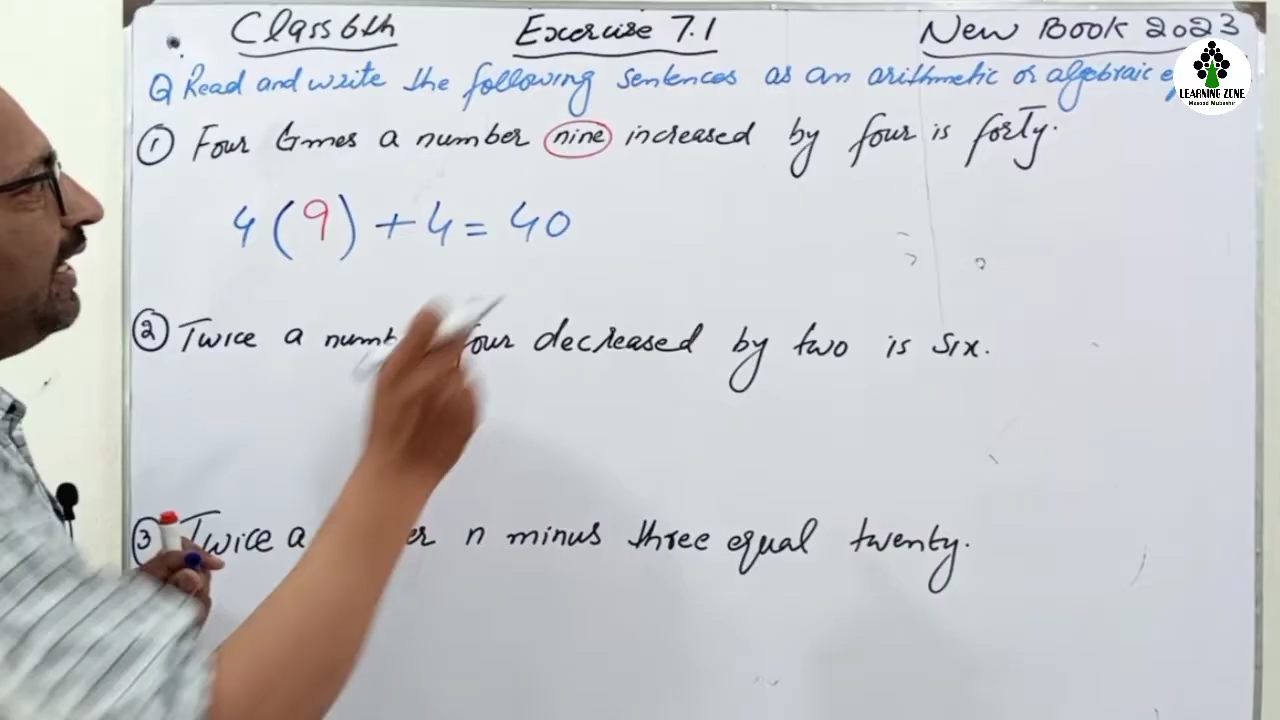 Class 6th Exercise 7.1 New Book 2023
Q Read and write the following sentences as an arithmetic or algebraic
LEARNING ZONE
① Four times a number nine increased by four is forty.
4 ( 9 ) + 4 = 40
② Twice a four decreased by two is six.
③ Twice a n minus three equal twenty.